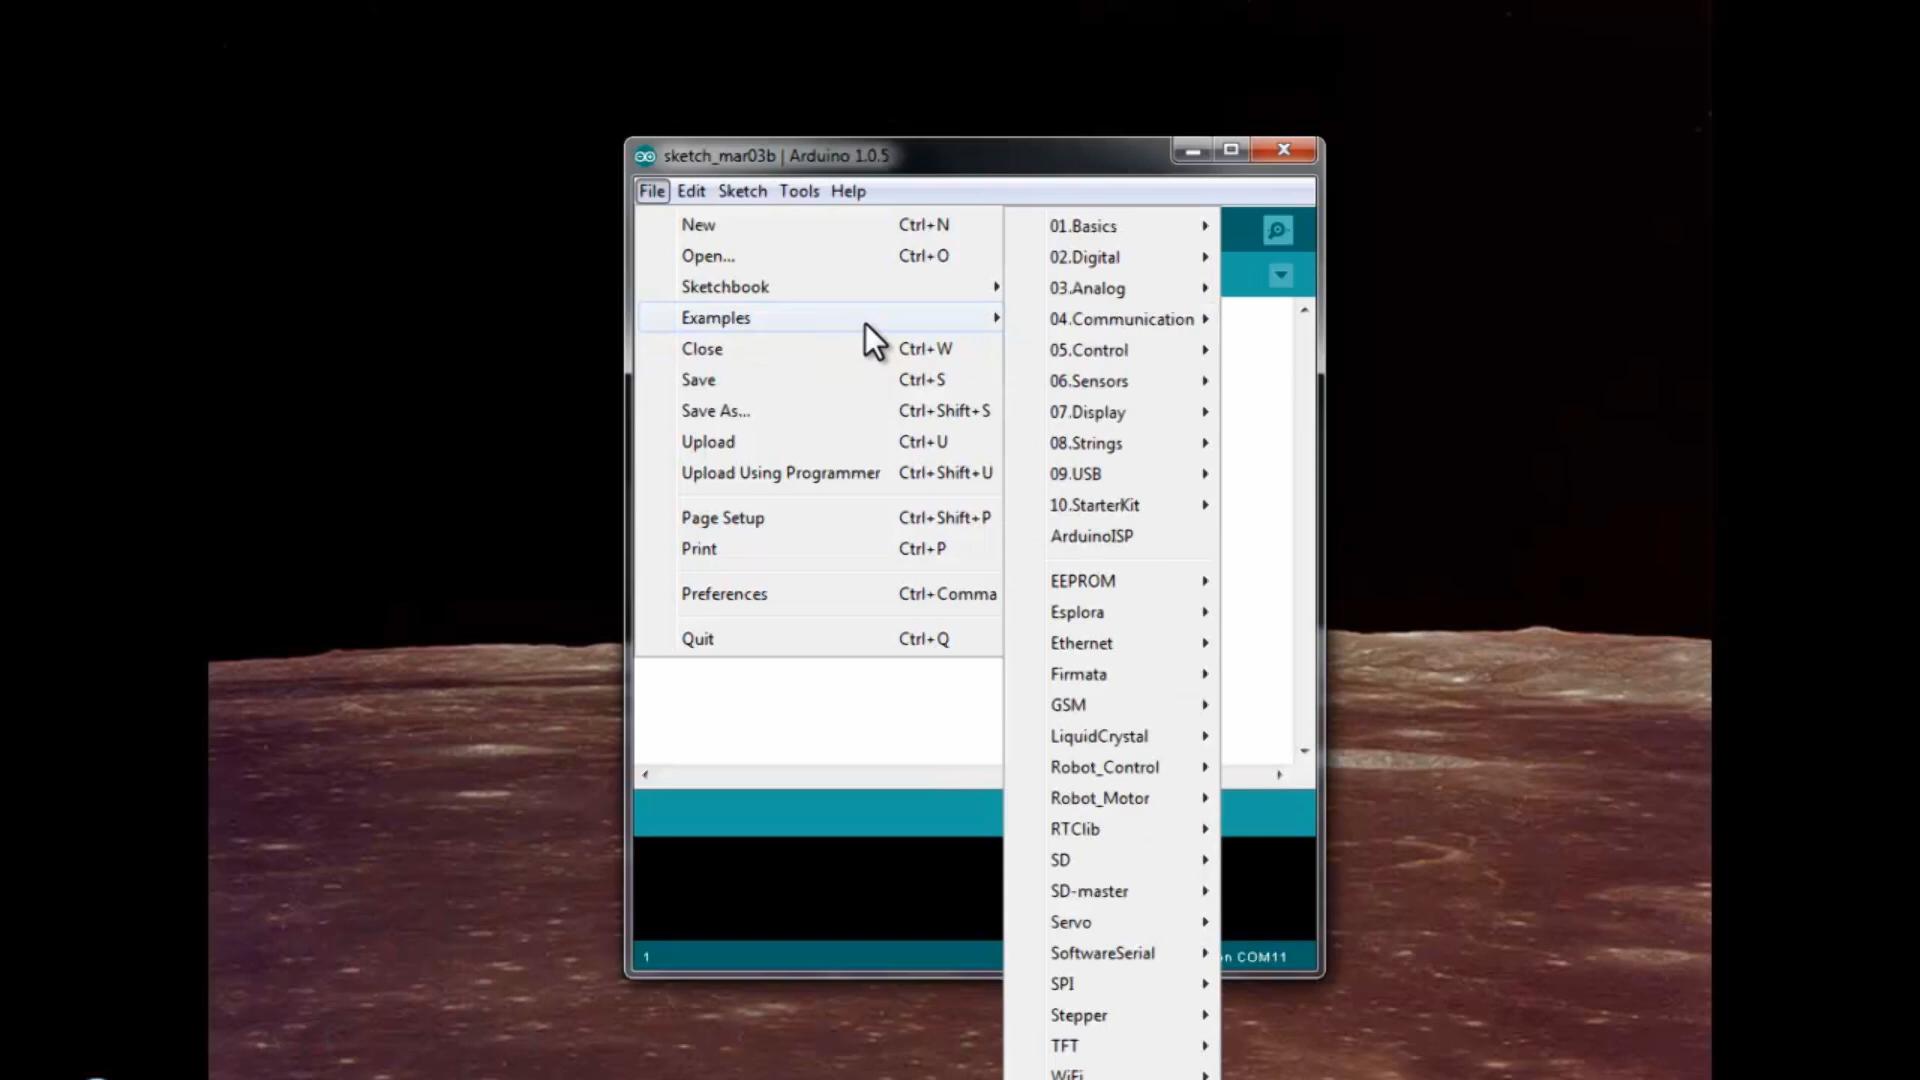 sketch_mar03b | Arduino 1.0.5
File Edit Sketch Tools Help
New Ctrl+N
Open... Ctrl+O
Sketchbook
Examples
Close Ctrl+W
Save Ctrl+S
Save As... Ctrl+Shift+S
Upload Ctrl+U
Upload Using Programmer Ctrl+Shift+U
Page Setup Ctrl+Shift+P
Print Ctrl+P
Preferences Ctrl+Comma
Quit Ctrl+Q
01.Basics
02.Digital
03.Analog
04.Communication
05.Control
06.Sensors
07.Display
08.Strings
09.USB
10.StarterKit
ArduinoISP
EEPROM
Esplora
Ethernet
Firmata
GSM
LiquidCrystal
Robot_Control
Robot_Motor
RTClib
SD
SD-master
Servo
SoftwareSerial
SPI
Stepper
TFT
WiFi
1
n COM11